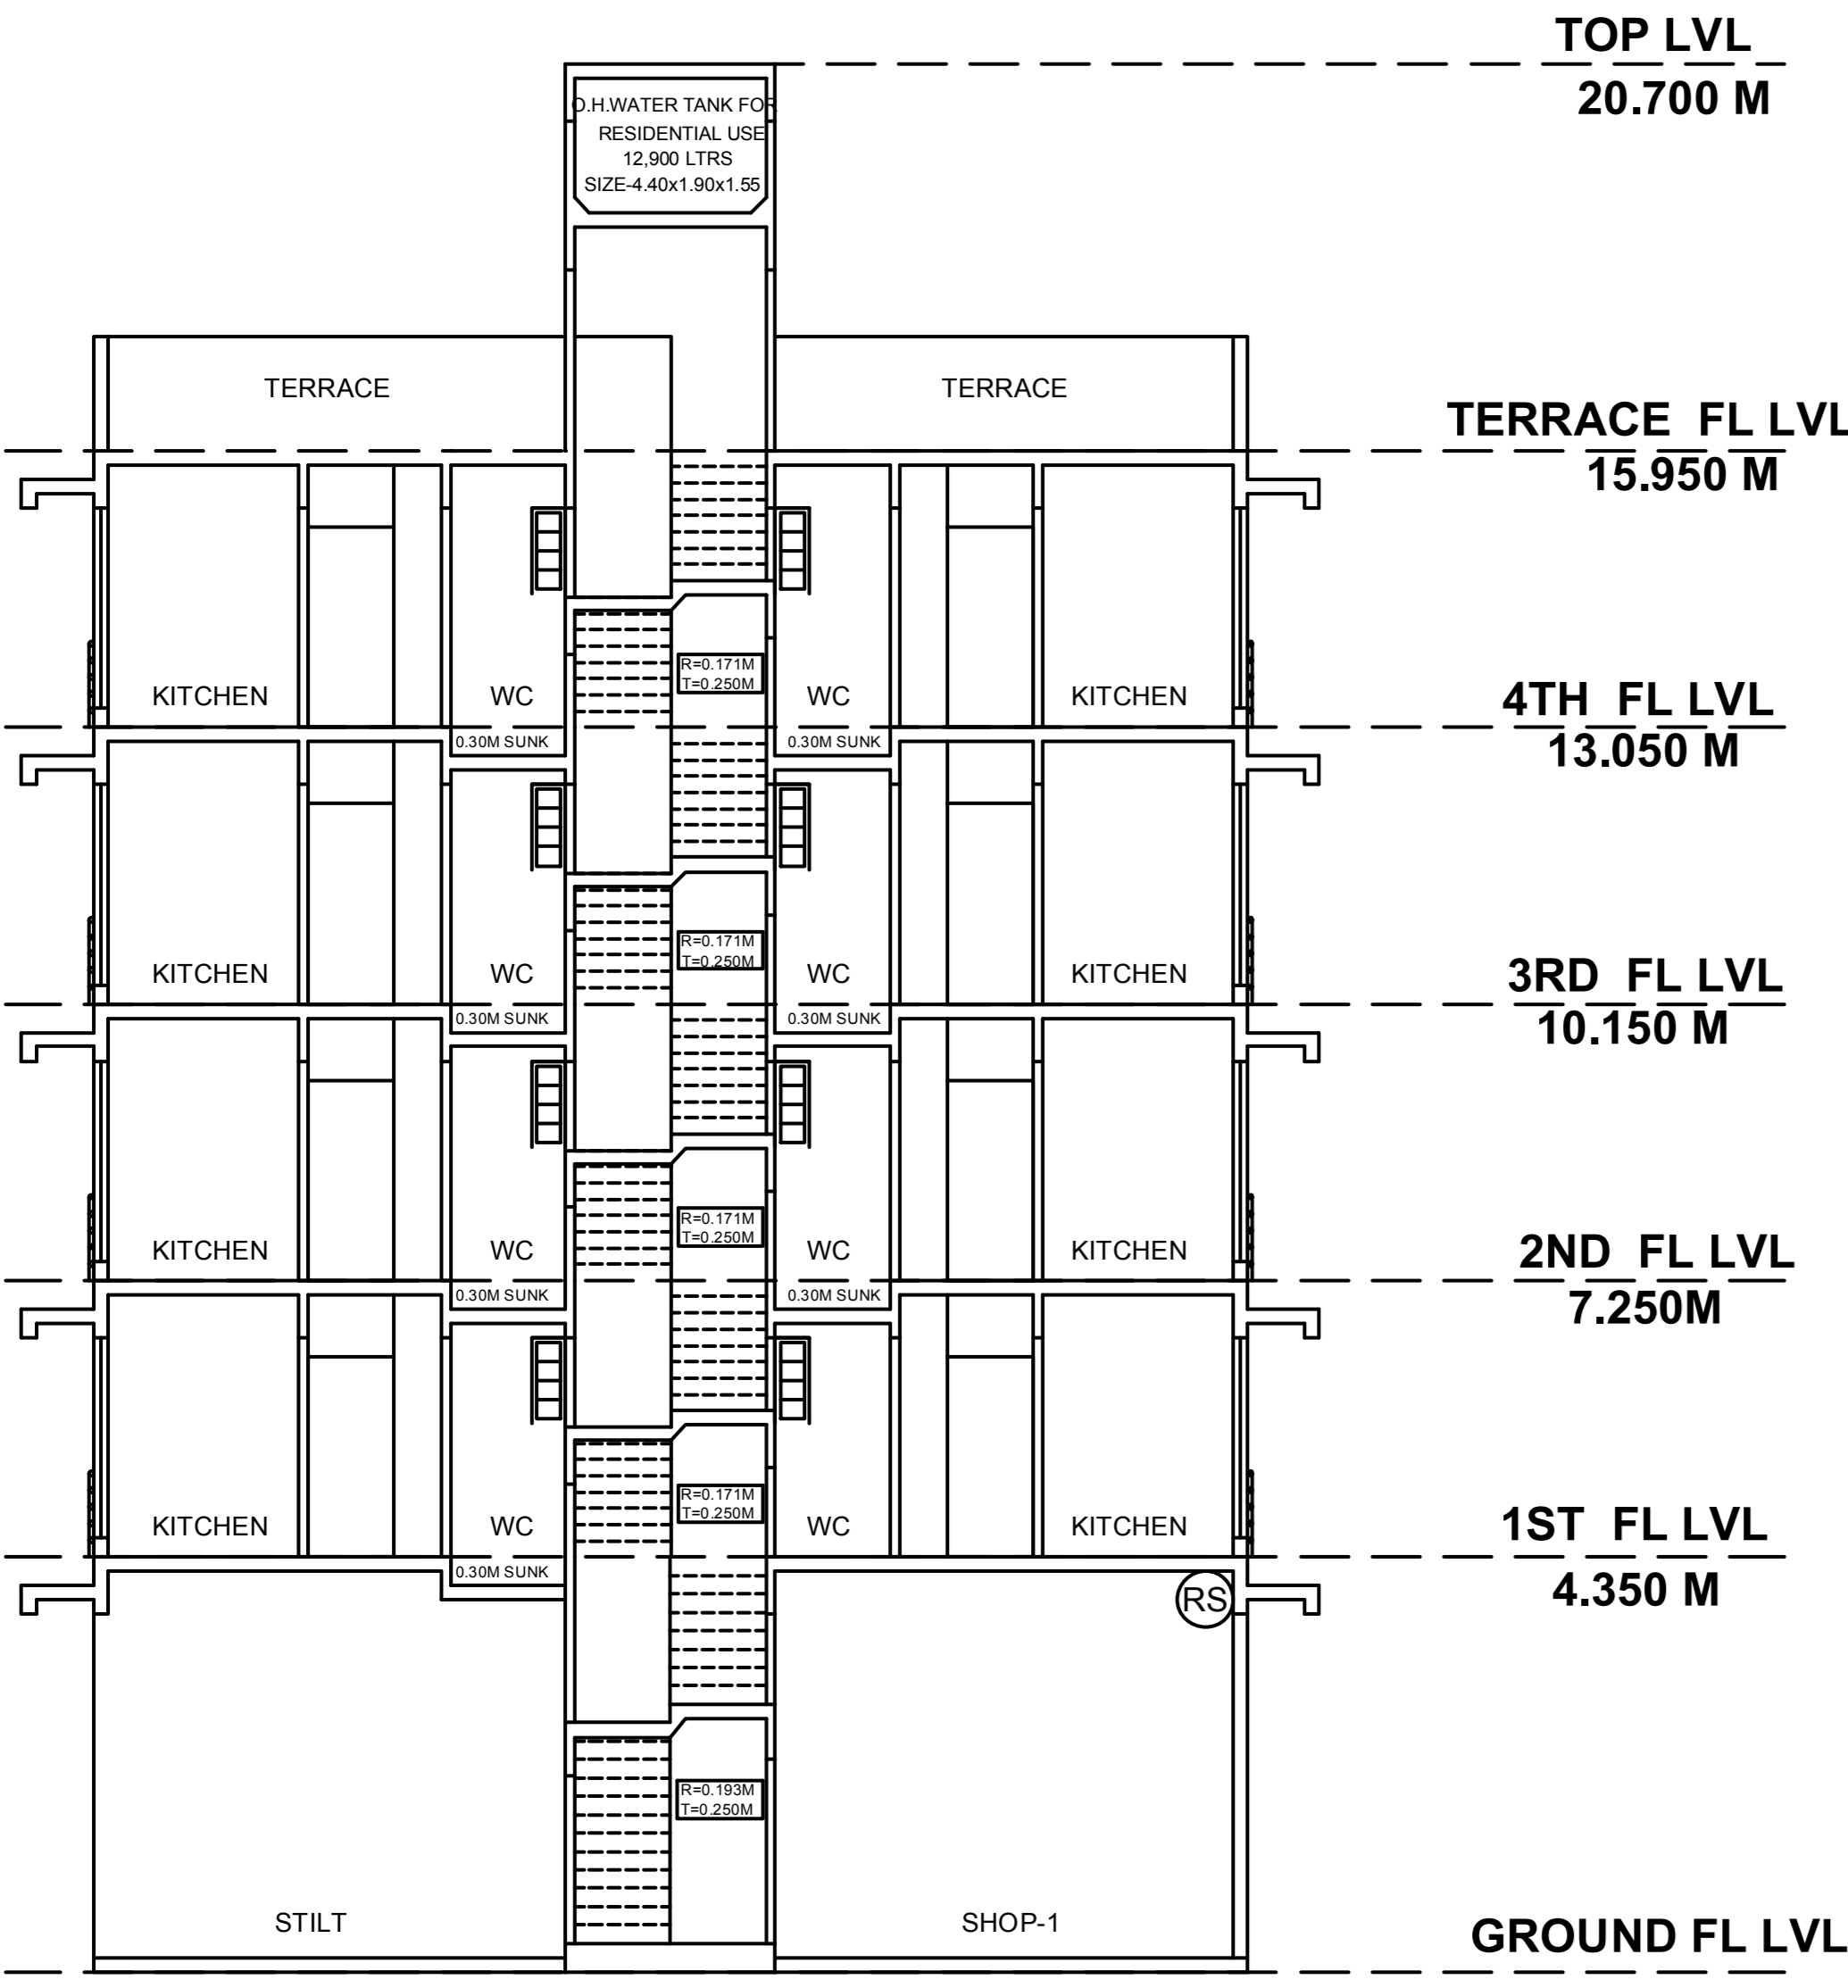 TOP LVL
20.700 M
O.H.WATER TANK FOR
RESIDENTIAL USE
12,900 LTRS
SIZE-4.40x1.90x1.55
TERRACE
TERRACE
TERRACE FL LVL
15.950 M
R=0.171M
T=0.250M
KITCHEN
WC
WC
KITCHEN
4TH FL LVL
13.050 M
0.30M SUNK
0.30M SUNK
R=0.171M
T=0.250M
KITCHEN
WC
WC
KITCHEN
3RD FL LVL
10.150 M
0.30M SUNK
0.30M SUNK
R=0.171M
T=0.250M
KITCHEN
WC
WC
KITCHEN
2ND FL LVL
7.250M
0.30M SUNK
0.30M SUNK
R=0.171M
T=0.250M
KITCHEN
WC
WC
KITCHEN
1ST FL LVL
4.350 M
0.30M SUNK
RS
R=0.193M
T=0.250M
STILT
SHOP-1
GROUND FL LVL